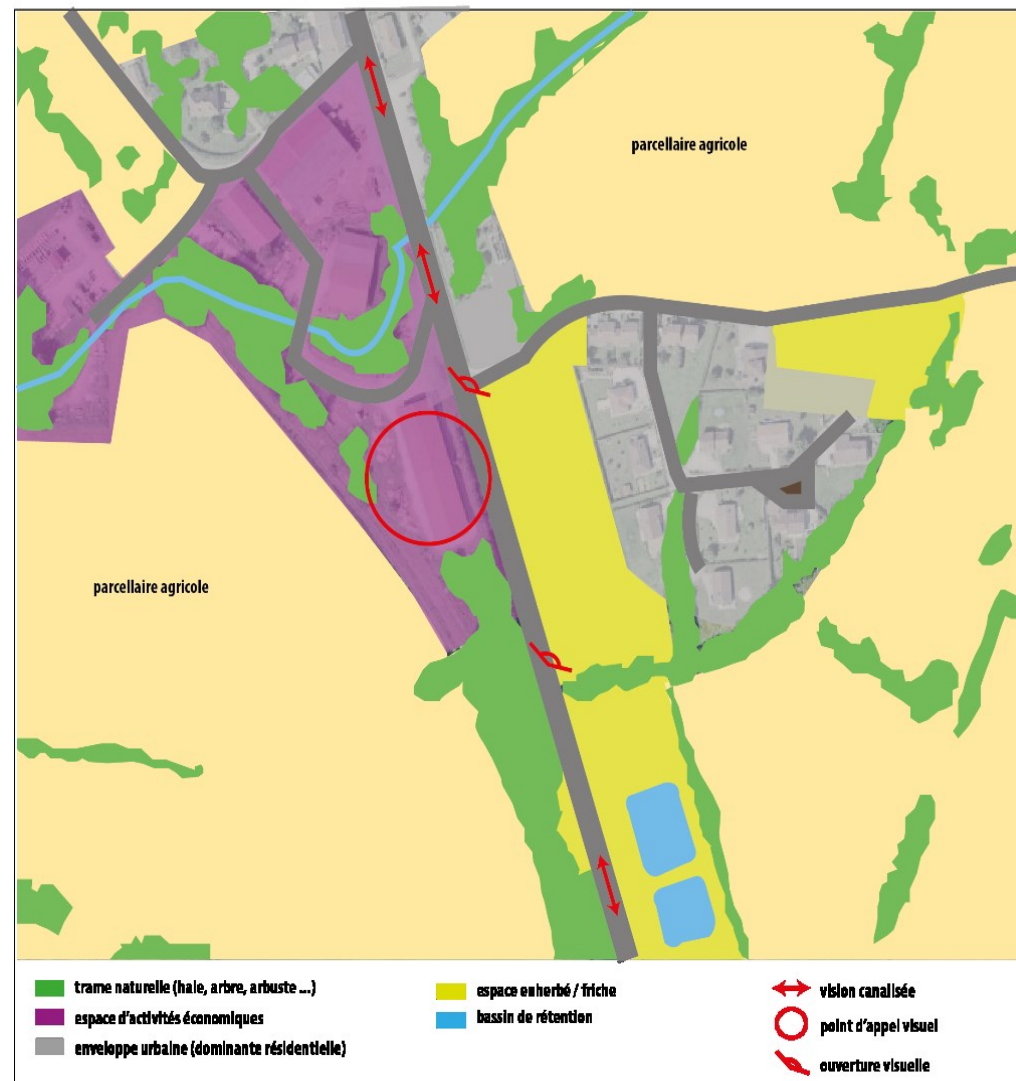 parcellaire agricole
parcellaire agricole
trame naturelle (haie, arbre, arbuste ...)
espace d'activités économiques
enveloppe urbaine (dominante résidentielle)
espace enherbé / friche
bassin de rétention
vision canalisée
point d'appel visuel
ouverture visuelle